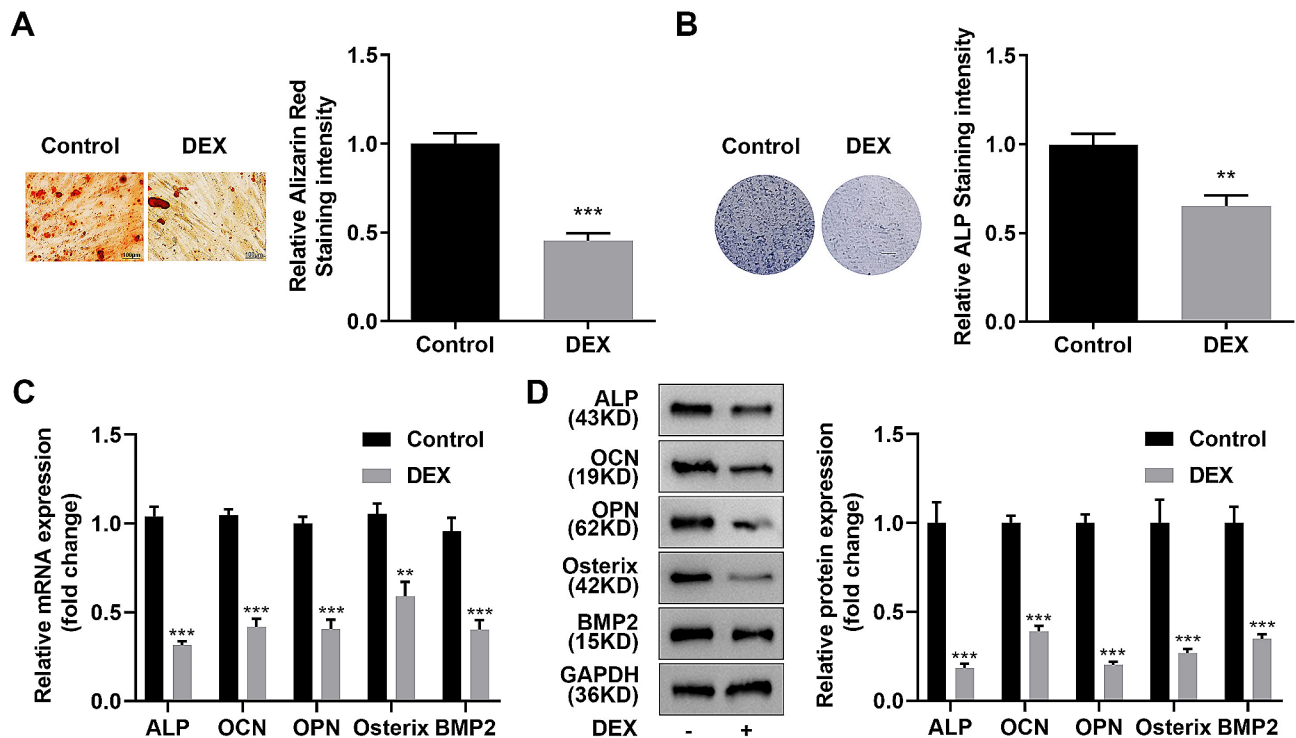 A
Control DEX
100μm
Relative Alizarin Red
Staining intensity
1.5
1.0
0.5
0.0
***
Control DEX
B
Control DEX
Relative ALP Staining intensity
1.5
1.0
0.5
0.0
**
Control DEX
C
Relative mRNA expression
(fold change)
1.5
1.0
0.5
0.0
Control
DEX
*** *** *** ** ***
ALP OCN OPN Osterix BMP2
D
ALP
(43KD)
OCN
(19KD)
OPN
(62KD)
Osterix
(42KD)
BMP2
(15KD)
GAPDH
(36KD)
DEX - +
Relative protein expression
(fold change)
1.5
1.0
0.5
0.0
Control
DEX
*** *** *** *** ***
ALP OCN OPN Osterix BMP2